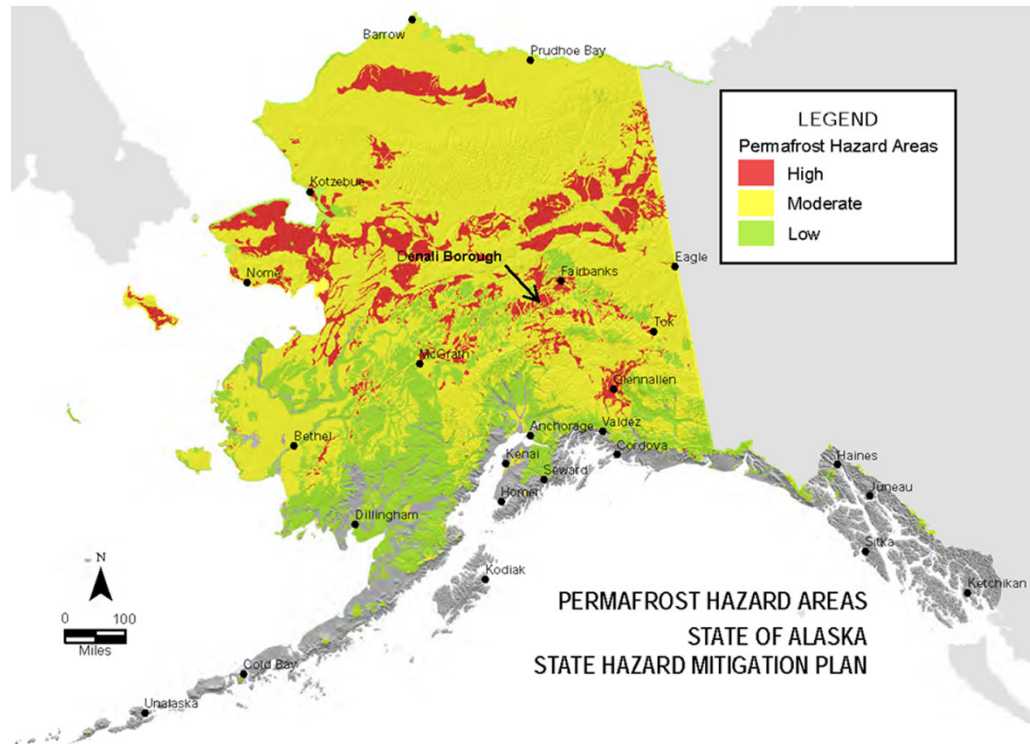 Barrow
Prudhoe Bay
LEGEND
Permafrost Hazard Areas
High
Moderate
Low
Kotzebue
Denali Borough
Eagle
Fairbanks
Nome
Tok
McGrath
Glennallen
Anchorage
Valdez
Bethel
Cordova
Kenai
Seward
Haines
Homer
Juneau
Dillingham
Sitka
N
Kodiak
Ketchikan
0 100
Miles
PERMAFROST HAZARD AREAS
STATE OF ALASKA
STATE HAZARD MITIGATION PLAN
Cold Bay
Unalaska